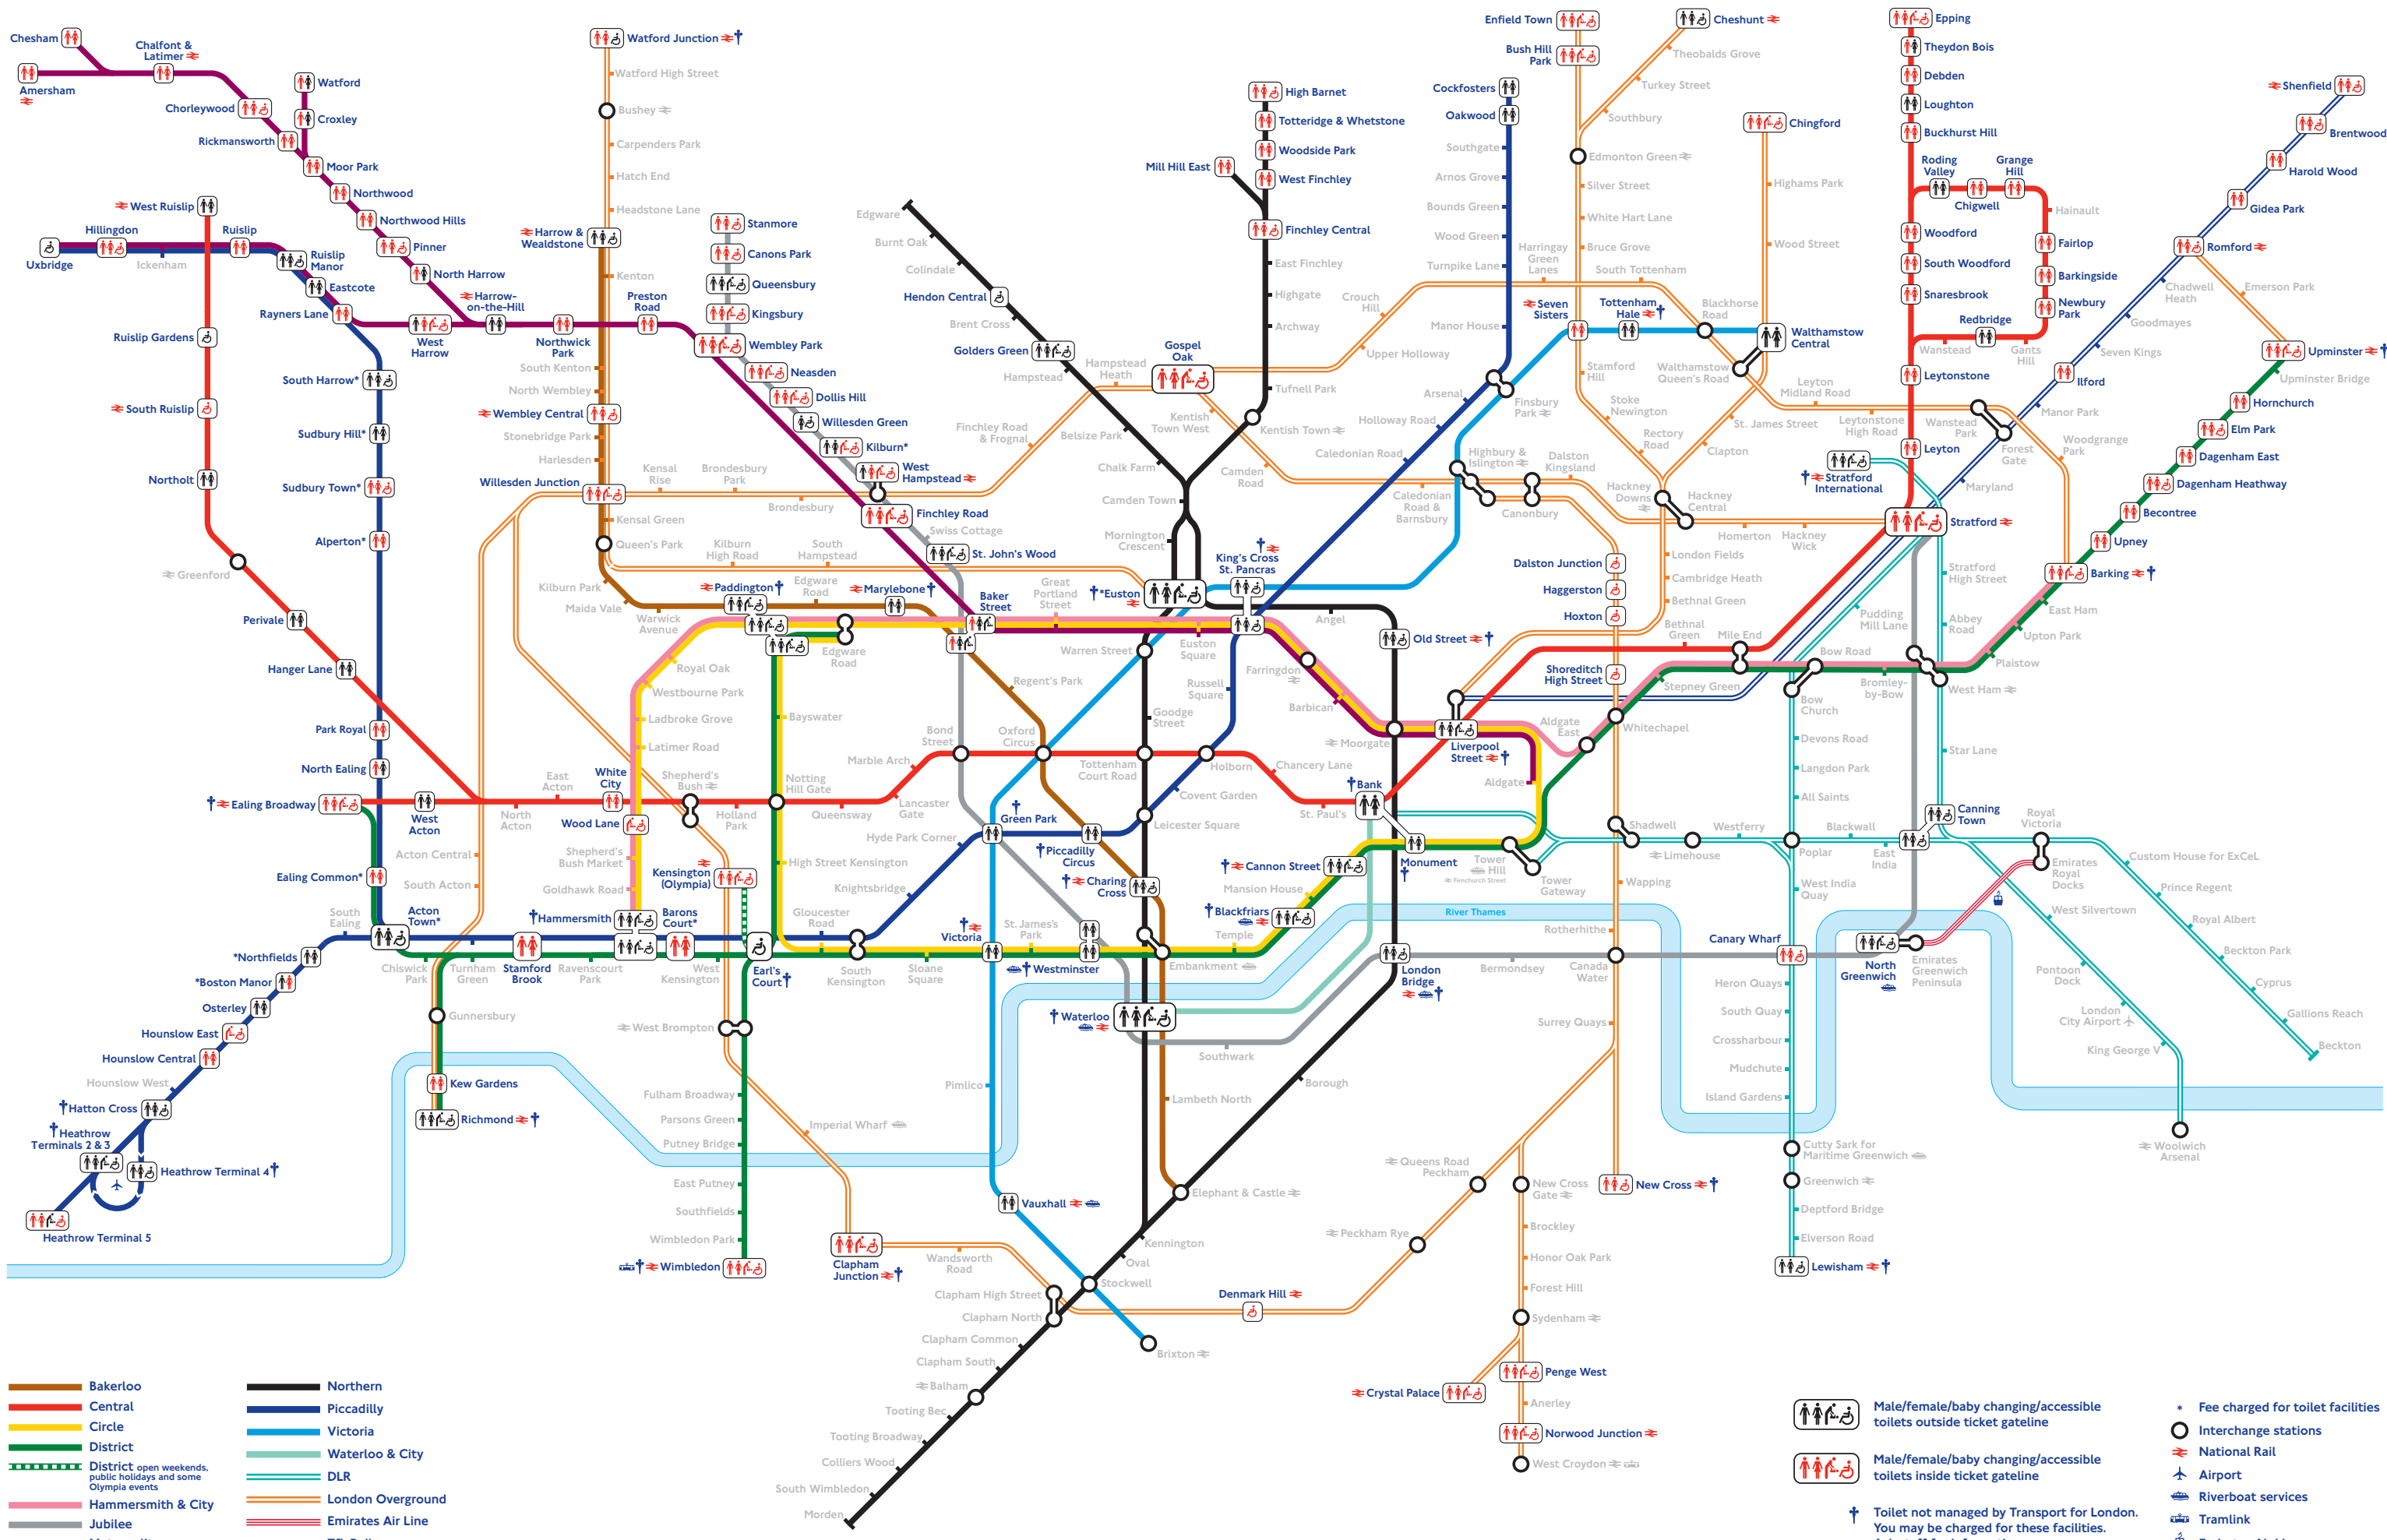 Chesham
Chalfont &
Latimer
Amersham
Chorleywood
Rickmansworth
Watford
Croxley
Moor Park
Northwood
Northwood Hills
Pinner
North Harrow
Harrow-
on-the-Hill
West Ruislip
Hillingdon
Uxbridge
Ickenham
Ruislip
Ruislip
Manor
Eastcote
Rayners Lane
West
Harrow
Northwick
Park
Preston
Road
Ruislip Gardens
South Ruislip
Northolt
Greenford
Perivale
Hanger Lane
South Harrow*
Sudbury Hill*
Sudbury Town*
Alperton*
Park Royal
North Ealing
Ealing Broadway
West
Acton
Ealing Common*
South
Ealing
Acton
Town*
*Northfields
*Boston Manor
Osterley
Hounslow East
Hounslow Central
Hounslow West
†Hatton Cross
†Heathrow
Terminals 2 & 3
Heathrow Terminal 4†
Heathrow Terminal 5
Watford Junction †
Watford High Street
Bushey
Carpenders Park
Hatch End
Headstone Lane
Harrow &
Wealdstone
Kenton
South Kenton
North Wembley
Wembley Central
Stonebridge Park
Harlesden
Willesden Junction
Kensal Green
Queen's Park
Kilburn Park
Maida Vale
Warwick
Avenue
Stanmore
Canons Park
Queensbury
Kingsbury
Wembley Park
Neasden
Dollis Hill
Willesden Green
Kilburn*
West
Hampstead
Finchley Road
Swiss Cottage
St. John's Wood
Kensal
Rise
Brondesbury
Park
Brondesbury
Kilburn
High Road
South
Hampstead
Paddington †
Edgware
Road
Marylebone †
Baker
Street
Great
Portland
Street
Edgware
Road
Royal Oak
Westbourne Park
Ladbroke Grove
Latimer Road
Bayswater
Notting
Hill Gate
East
Acton
North
Acton
White
City
Shepherd's
Bush
Wood Lane
Holland
Park
Queensway
Lancaster
Gate
Marble Arch
Bond
Street
Oxford
Circus
Regent's Park
Shepherd's
Bush Market
Goldhawk Road
Acton Central
South Acton
†Hammersmith
Barons
Court*
Kensington
(Olympia)
High Street Kensington
Gloucester
Road
Knightsbridge
Hyde Park Corner
†
Green Park
†Piccadilly
Circus
Chiswick
Park
Turnham
Green
Stamford
Brook
Ravenscourt
Park
West
Kensington
Earl's
Court†
South
Kensington
Sloane
Square
†
Victoria
St. James's
Park
†Westminster
†
Charing
Cross
Embankment
Temple
†Blackfriars
Mansion House
†
Cannon Street
Gunnersbury
Kew Gardens
Richmond †
West Brompton
Fulham Broadway
Parsons Green
Putney Bridge
East Putney
Southfields
Wimbledon Park
† Wimbledon
Imperial Wharf
Clapham
Junction †
Wandsworth
Road
Pimlico
Vauxhall
Stockwell
Brixton
Clapham High Street
Clapham North
Clapham Common
Clapham South
Balham
Tooting Bec
Tooting Broadway
Colliers Wood
South Wimbledon
Morden
Oval
Kennington
Elephant & Castle
Lambeth North
Borough
Southwark
† Waterloo
Edgware
Burnt Oak
Colindale
Hendon Central
Brent Cross
Golders Green
Hampstead
Belsize Park
Chalk Farm
Camden Town
Mornington
Crescent
†*Euston
Warren Street
Euston
Square
Goodge
Street
Tottenham
Court Road
Leicester Square
Covent Garden
Holborn
Russell
Square
Chancery Lane
St. Paul's
†Bank
Monument
†
Finchley Road
& Frognal
Hampstead
Heath
Gospel
Oak
Kentish
Town West
Kentish Town
Camden
Road
Caledonian
Road &
Barnsbury
High Barnet
Totteridge & Whetstone
Woodside Park
West Finchley
Mill Hill East
Finchley Central
East Finchley
Highgate
Archway
Tufnell Park
†
King's Cross
St. Pancras
Angel
Old Street †
Farringdon
Barbican
Moorgate
Liverpool
Street †
Aldgate
Aldgate
East
Cockfosters
Oakwood
Southgate
Arnos Grove
Bounds Green
Wood Green
Turnpike Lane
Manor House
Arsenal
Holloway Road
Caledonian Road
Finsbury
Park
Highbury &
Islington
Canonbury
Dalston
Kingsland
Crouch
Hill
Upper Holloway
Harringay
Green
Lanes
South Tottenham
Enfield Town
Bush Hill
Park
Cheshunt
Theobalds Grove
Turkey Street
Southbury
Edmonton Green
Silver Street
White Hart Lane
Bruce Grove
Seven
Sisters
Tottenham
Hale †
Blackhorse
Road
Walthamstow
Central
Walthamstow
Queen's Road
Chingford
Highams Park
Wood Street
Stamford
Hill
Stoke
Newington
Rectory
Road
Clapton
St. James Street
Leyton
Midland Road
Leytonstone
High Road
Wanstead
Park
Forest
Gate
Woodgrange
Park
Hackney
Downs
Hackney
Central
Homerton
Hackney
Wick
London Fields
Cambridge Heath
Bethnal Green
Dalston Junction
Haggerston
Hoxton
Shoreditch
High Street
Bethnal
Green
Mile End
Stepney Green
Whitechapel
Bow Road
Bow
Church
Bromley-
by-Bow
West Ham
Plaistow
Upton Park
East Ham
Barking †
Upney
Becontree
Dagenham Heathway
Dagenham East
Elm Park
Hornchurch
Upminster Bridge
Upminster †
Emerson Park
Epping
Theydon Bois
Debden
Loughton
Buckhurst Hill
Roding
Valley
Chigwell
Grange
Hill
Hainault
Fairlop
Barkingside
Newbury
Park
Gants
Hill
Redbridge
Wanstead
Woodford
South Woodford
Snaresbrook
Leytonstone
Leyton
Shenfield
Brentwood
Harold Wood
Gidea Park
Romford
Chadwell
Heath
Goodmayes
Seven Kings
Ilford
Manor Park
Maryland
† Stratford
International
Stratford
Stratford
High Street
Pudding
Mill Lane
Abbey
Road
Devons Road
Langdon Park
All Saints
Star Lane
Shadwell
Limehouse
Westferry
Poplar
Blackwall
East
India
Canning
Town
Royal
Victoria
Emirates
Royal
Docks
Custom House for ExCeL
Prince Regent
Royal Albert
Beckton Park
Cyprus
Gallions Reach
Beckton
West Silvertown
Pontoon
Dock
London
City Airport
King George V
Woolwich
Arsenal
Tower
Hill
Fenchurch Street
Tower
Gateway
Wapping
Rotherhithe
River Thames
London
Bridge
†
Bermondsey
Canada
Water
Surrey Quays
Canary Wharf
West India
Quay
Heron Quays
South Quay
Crossharbour
Mudchute
Island Gardens
Cutty Sark for
Maritime Greenwich
Greenwich
Deptford Bridge
Elverson Road
Lewisham †
North
Greenwich
Emirates
Greenwich
Peninsula
Queens Road
Peckham
Peckham Rye
Denmark Hill
New Cross
Gate
New Cross †
Brockley
Honor Oak Park
Forest Hill
Sydenham
Penge West
Crystal Palace
Anerley
Norwood Junction
West Croydon
Bakerloo
Central
Circle
District
District open weekends,
public holidays and some
Olympia events
Hammersmith & City
Jubilee
Northern
Piccadilly
Victoria
Waterloo & City
DLR
London Overground
Emirates Air Line
Male/female/baby changing/accessible
toilets outside ticket gateline
Male/female/baby changing/accessible
toilets inside ticket gateline
† Toilet not managed by Transport for London.
You may be charged for these facilities.
* Fee charged for toilet facilities
Interchange stations
National Rail
Airport
Riverboat services
Tramlink